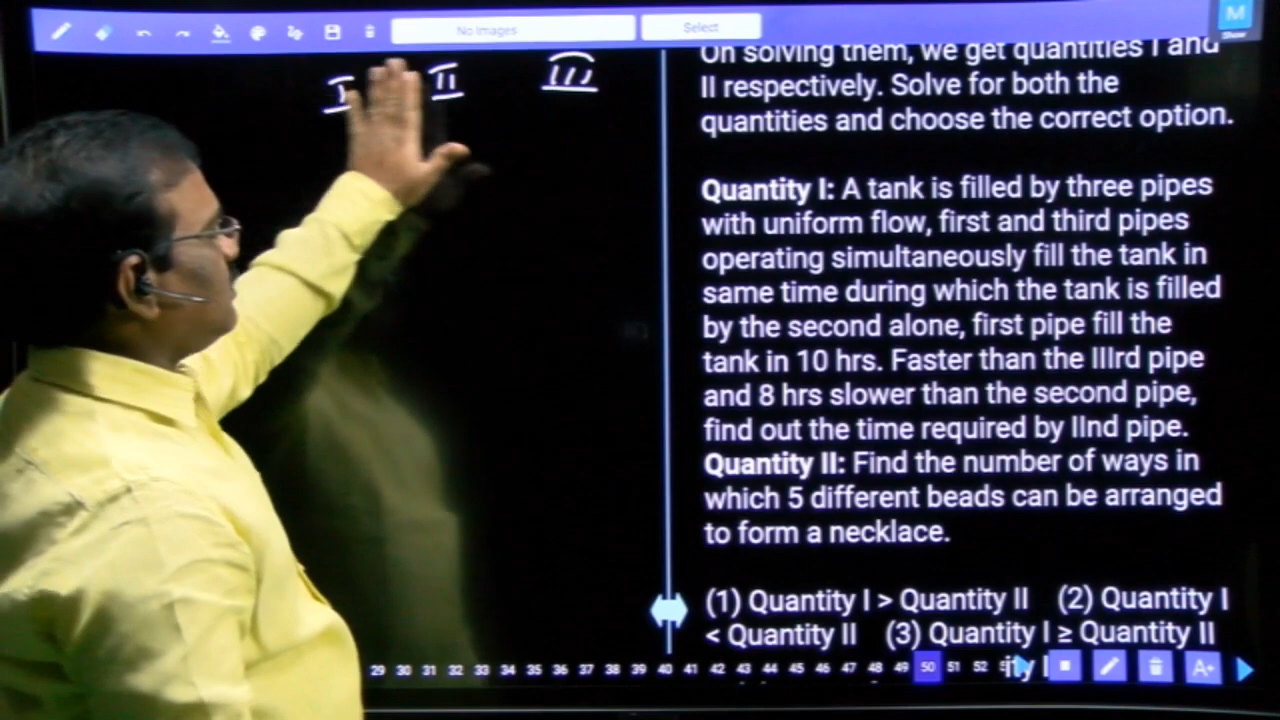 No Images
Select
M
Show
I II III
On solving them, we get quantities I and
II respectively. Solve for both the
quantities and choose the correct option.
Quantity I: A tank is filled by three pipes
with uniform flow, first and third pipes
operating simultaneously fill the tank in
same time during which the tank is filled
by the second alone, first pipe fill the
tank in 10 hrs. Faster than the IIIrd pipe
and 8 hrs slower than the second pipe,
find out the time required by IInd pipe.
Quantity II: Find the number of ways in
which 5 different beads can be arranged
to form a necklace.
(1) Quantity I > Quantity II (2) Quantity I
< Quantity II (3) Quantity I ≥ Quantity II
29 30 31 32 33 34 35 36 37 38 39 40 41 42 43 44 45 46 47 48 49 50 51 52
A+